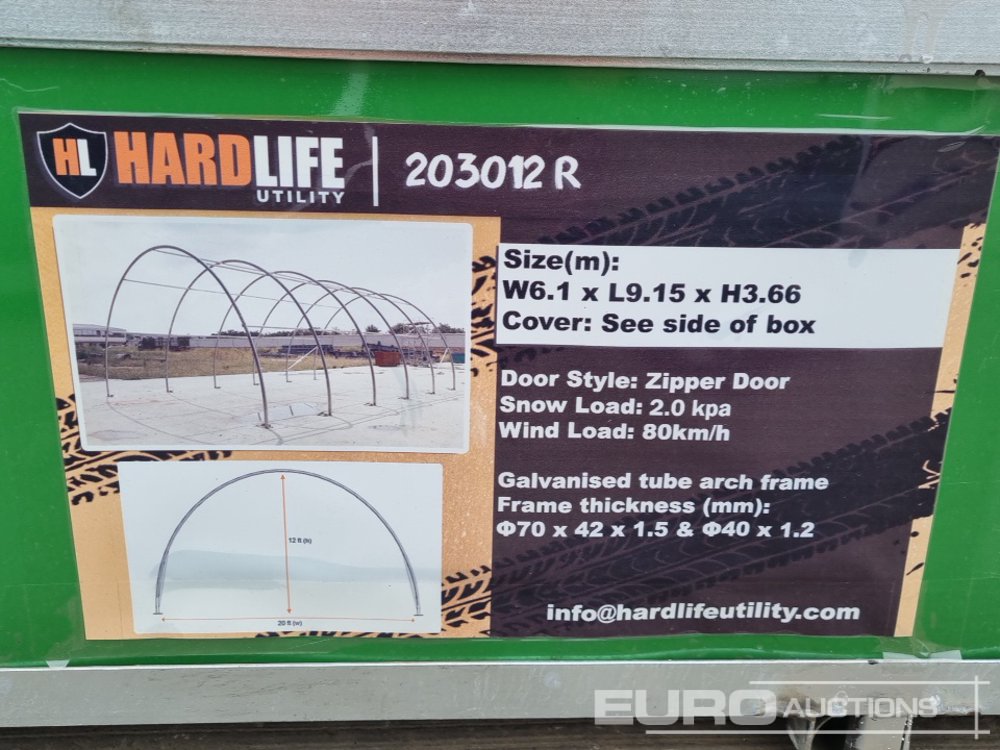 HL HARDLIFE
UTILITY
203012 R
Size(m):
W6.1 x L9.15 x H3.66
Cover: See side of box
Door Style: Zipper Door
Snow Load: 2.0 kpa
Wind Load: 80km/h
Galvanised tube arch frame
Frame thickness (mm):
Φ70 x 42 x 1.5 & Φ40 x 1.2
12 ft (h)
20 ft (w)
info@hardlifeutility.com
EURO AUCTIONS